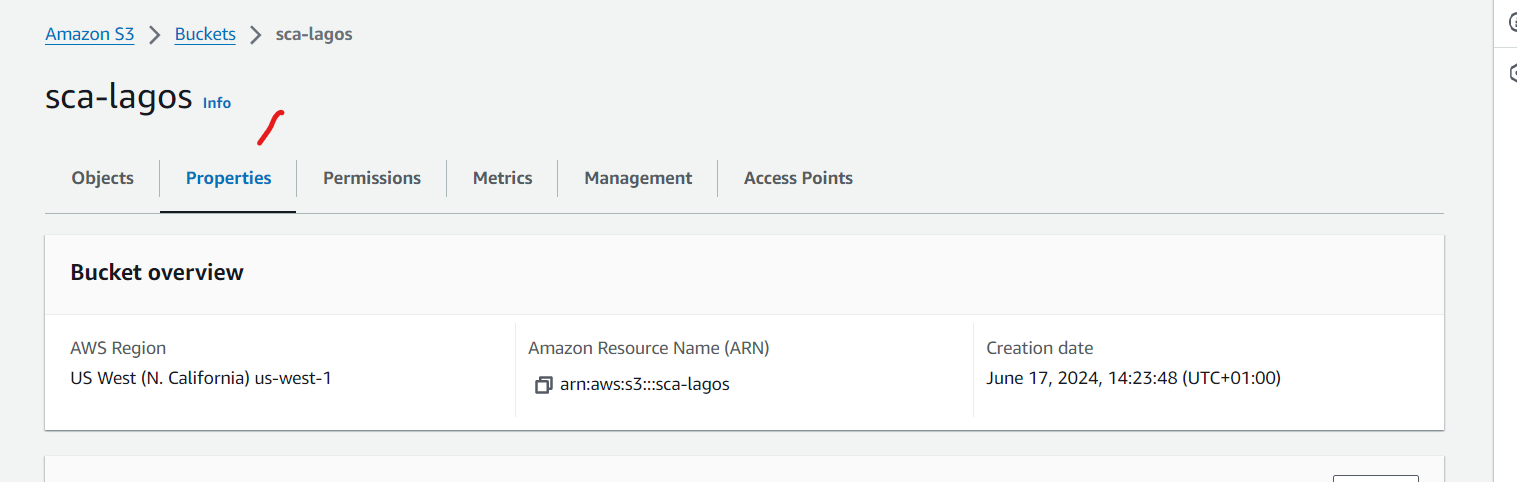 Amazon S3 > Buckets > sca-lagos
sca-lagos Info
Objects Properties Permissions Metrics Management Access Points
Bucket overview
AWS Region Amazon Resource Name (ARN) Creation date
US West (N. California) us-west-1 arn:aws:s3:::sca-lagos June 17, 2024, 14:23:48 (UTC+01:00)